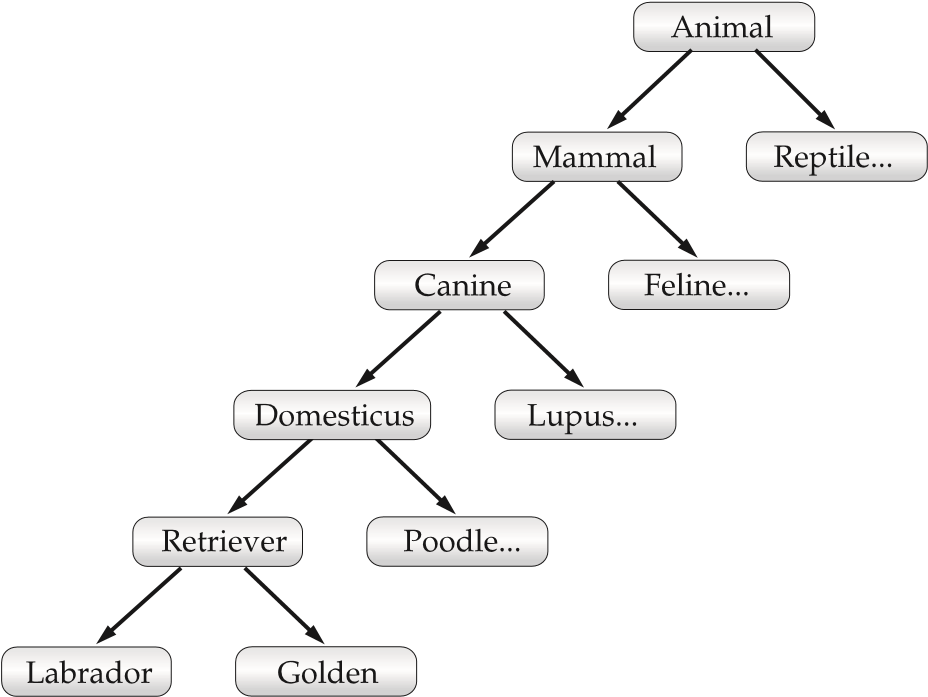 Animal
Mammal
Reptile...
Canine
Feline...
Domesticus
Lupus...
Retriever
Poodle...
Labrador
Golden